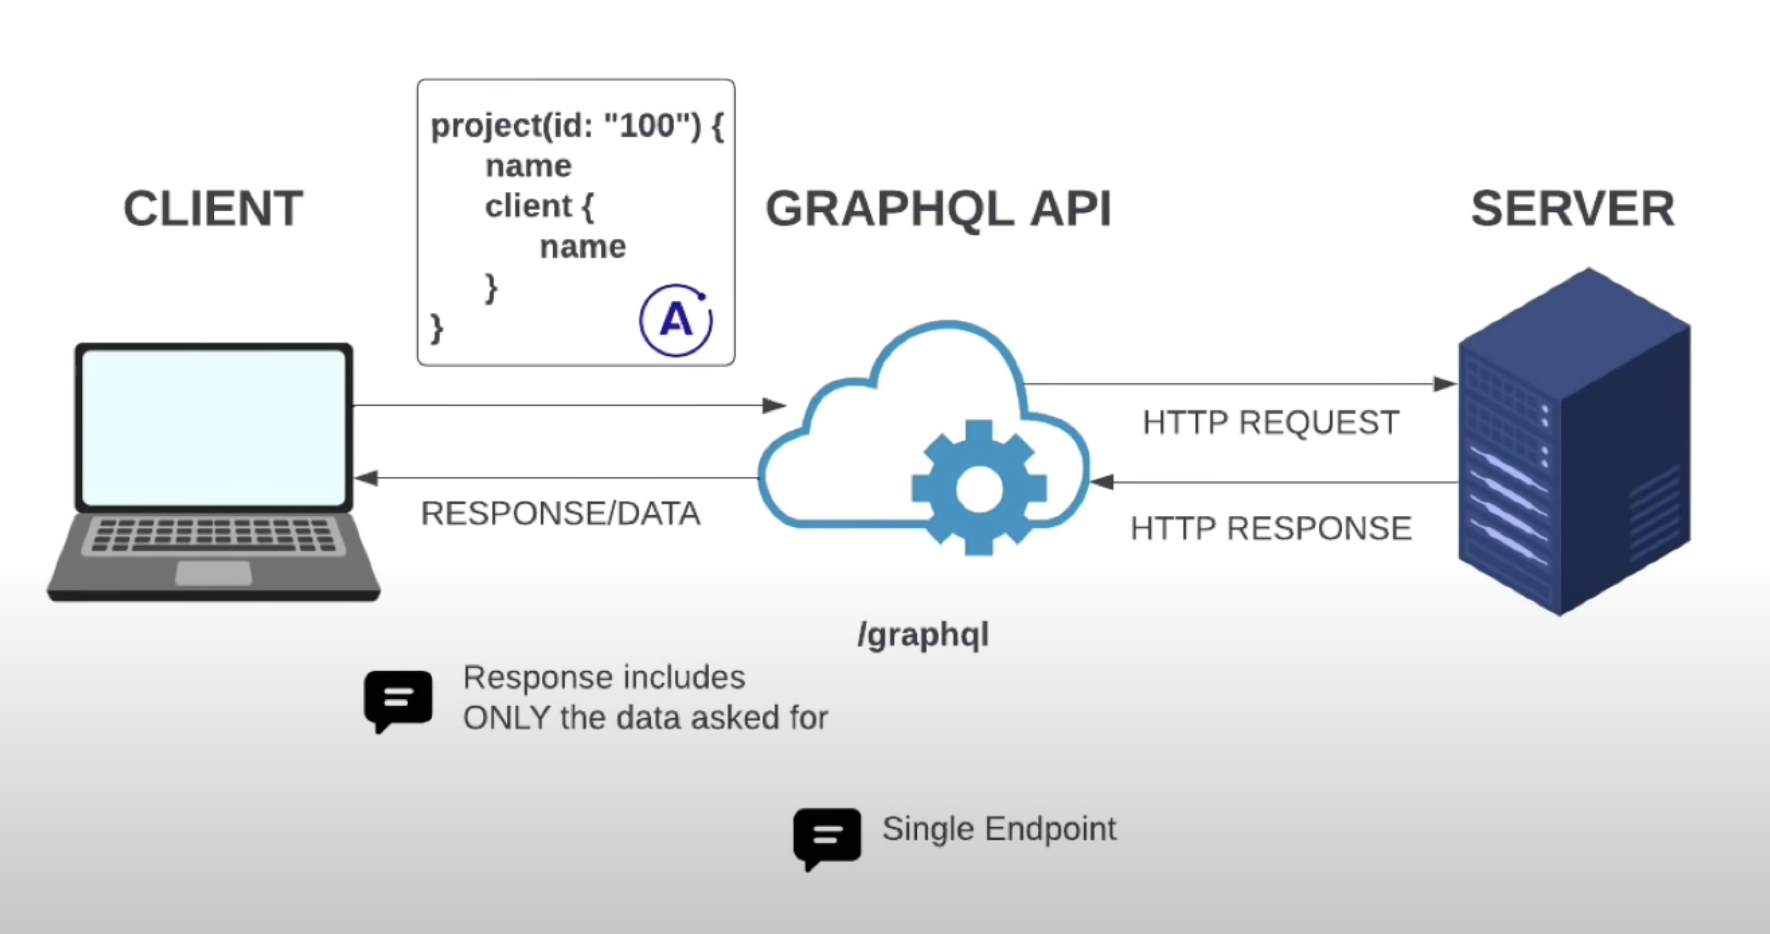 project(id: "100") {
name
client {
name
}
}
A
CLIENT
GRAPHQL API
SERVER
HTTP REQUEST
RESPONSE/DATA
HTTP RESPONSE
/graphql
Response includes
ONLY the data asked for
Single Endpoint